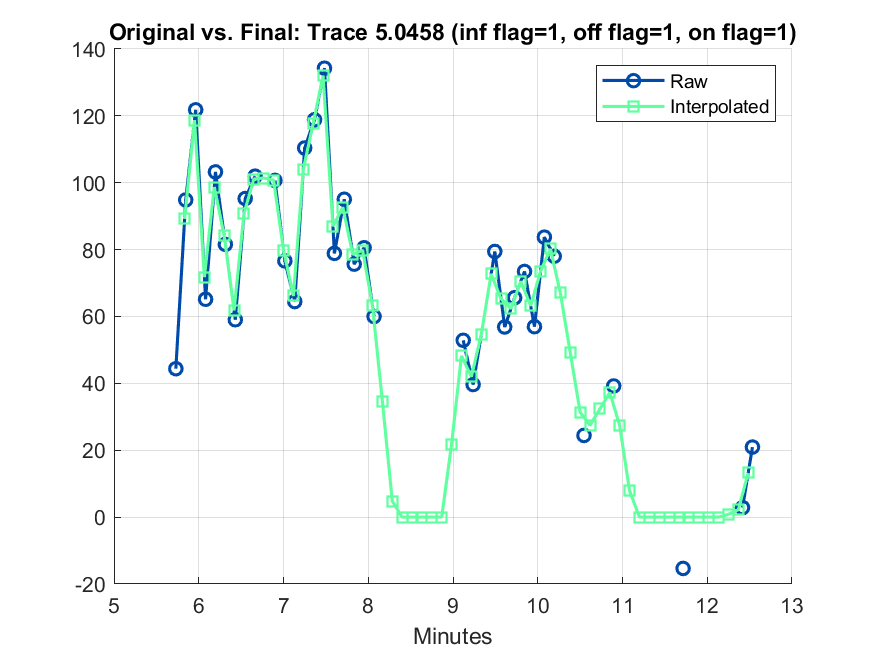 Original vs. Final: Trace 5.0458 (inf flag=1, off flag=1, on flag=1)
140
120
100
80
60
40
20
0
-20
5 6 7 8 9 10 11 12 13
Minutes
Raw
Interpolated